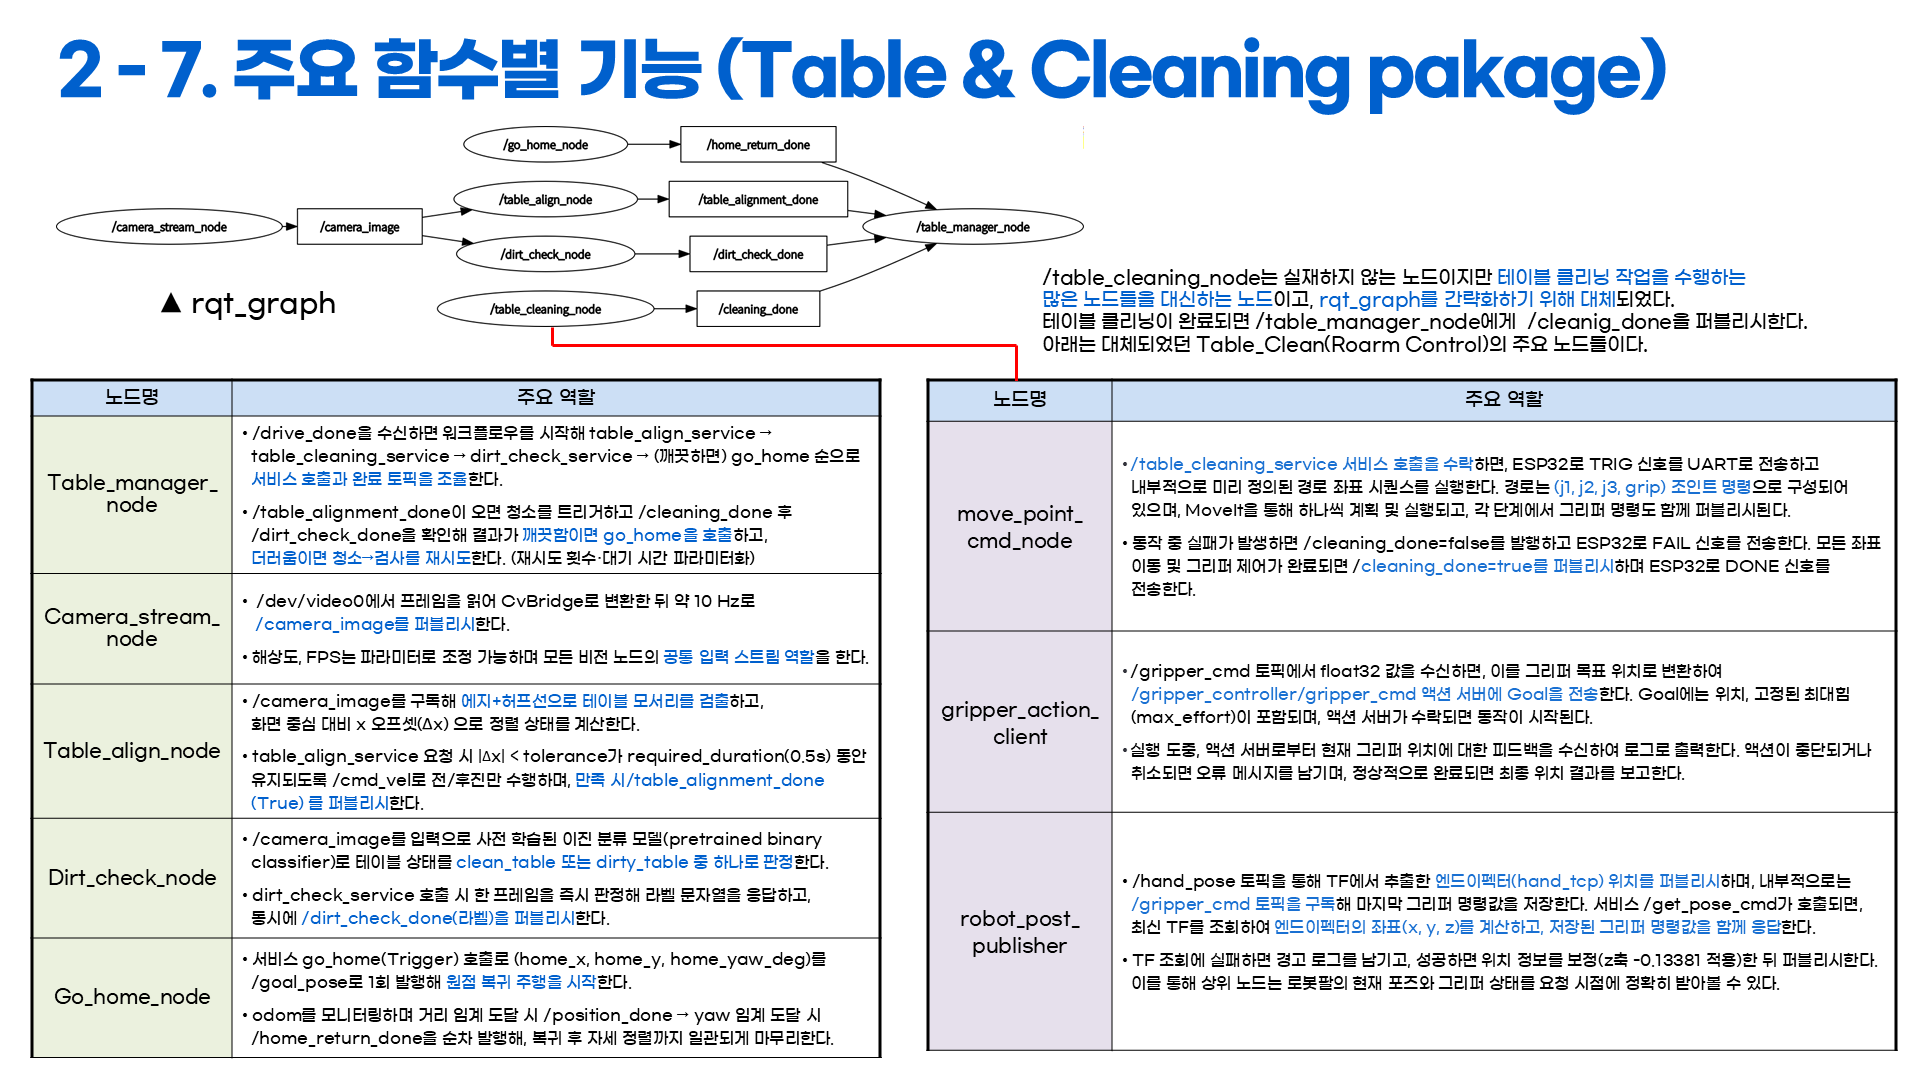 2 - 7. 주요 함수별 기능 (Table & Cleaning pakage)
/go_home_node
/home_return_done
/table_align_node
/table_alignment_done
/camera_stream_node
/camera_image
/table_manager_node
/dirt_check_node
/dirt_check_done
/table_cleaning_node
/cleaning_done
▲ rqt_graph
/table_cleaning_node는 실재하지 않는 노드이지만 테이블 클리닝 작업을 수행하는
많은 노드들을 대신하는 노드이고, rqt_graph를 간략화하기 위해 대체되었다.
테이블 클리닝이 완료되면 /table_manager_node에게 /cleanig_done을 퍼블리시한다.
아래는 대체되었던 Table_Clean(Roarm Control)의 주요 노드들이다.
노드명
주요 역할
Table_manager_
node
• /drive_done을 수신하면 워크플로우를 시작해 table_align_service →
table_cleaning_service → dirt_check_service → (깨끗하면) go_home 순으로
서비스 호출과 완료 토픽을 조율한다.
• /table_alignment_done이 오면 청소를 트리거하고 /cleaning_done 후
/dirt_check_done을 확인해 결과가 깨끗함이면 go_home을 호출하고,
더러움이면 청소→검사를 재시도한다. (재시도 횟수·대기 시간 파라미터화)
Camera_stream_
node
• /dev/video0에서 프레임을 읽어 CvBridge로 변환한 뒤 약 10 Hz로
/camera_image를 퍼블리시한다.
• 해상도, FPS는 파라미터로 조정 가능하며 모든 비전 노드의 공통 입력 스트림 역할을 한다.
Table_align_node
• /camera_image를 구독해 에지+허프선으로 테이블 모서리를 검출하고,
화면 중심 대비 x 오프셋(Δx) 으로 정렬 상태를 계산한다.
• table_align_service 요청 시 |Δx| < tolerance가 required_duration(0.5s) 동안
유지되도록 /cmd_vel로 전/후진만 수행하며, 만족 시/table_alignment_done
(True) 를 퍼블리시한다.
Dirt_check_node
• /camera_image를 입력으로 사전 학습된 이진 분류 모델(pretrained binary
classifier)로 테이블 상태를 clean_table 또는 dirty_table 중 하나로 판정한다.
• dirt_check_service 호출 시 한 프레임을 즉시 판정해 라벨 문자열을 응답하고,
동시에 /dirt_check_done(라벨)을 퍼블리시한다.
Go_home_node
• 서비스 go_home(Trigger) 호출로 (home_x, home_y, home_yaw_deg)를
/goal_pose로 1회 발행해 원점 복귀 주행을 시작한다.
• odom를 모니터링하며 거리 임계 도달 시 /position_done → yaw 임계 도달 시
/home_return_done을 순차 발행해, 복귀 후 자세 정렬까지 일관되게 마무리한다.
노드명
주요 역할
move_point_
cmd_node
• /table_cleaning_service 서비스 호출을 수락하면, ESP32로 TRIG 신호를 UART로 전송하고
내부적으로 미리 정의된 경로 좌표 시퀀스를 실행한다. 경로는 (j1, j2, j3, grip) 조인트 명령으로 구성되어
있으며, MoveIt을 통해 하나씩 계획 및 실행되고, 각 단계에서 그리퍼 명령도 함께 퍼블리시된다.
• 동작 중 실패가 발생하면 /cleaning_done=false를 발행하고 ESP32로 FAIL 신호를 전송한다. 모든 좌표
이동 및 그리퍼 제어가 완료되면 /cleaning_done=true를 퍼블리시하며 ESP32로 DONE 신호를
전송한다.
gripper_action_
client
• /gripper_cmd 토픽에서 float32 값을 수신하면, 이를 그리퍼 목표 위치로 변환하여
/gripper_controller/gripper_cmd 액션 서버에 Goal을 전송한다. Goal에는 위치, 고정된 최대힘
(max_effort)이 포함되며, 액션 서버가 수락되면 동작이 시작된다.
• 실행 도중, 액션 서버로부터 현재 그리퍼 위치에 대한 피드백을 수신하여 로그로 출력한다. 액션이 중단되거나
취소되면 오류 메시지를 남기며, 정상적으로 완료되면 최종 위치 결과를 보고한다.
robot_post_
publisher
• /hand_pose 토픽을 통해 TF에서 추출한 엔드이펙터(hand_tcp) 위치를 퍼블리시하며, 내부적으로는
/gripper_cmd 토픽을 구독해 마지막 그리퍼 명령값을 저장한다. 서비스 /get_pose_cmd가 호출되면,
최신 TF를 조회하여 엔드이펙터의 좌표(x, y, z)를 계산하고, 저장된 그리퍼 명령값을 함께 응답한다.
• TF 조회에 실패하면 경고 로그를 남기고, 성공하면 위치 정보를 보정(z축 -0.13381 적용)한 뒤 퍼블리시한다.
이를 통해 상위 노드는 로봇팔의 현재 포즈와 그리퍼 상태를 요청 시점에 정확히 받아볼 수 있다.